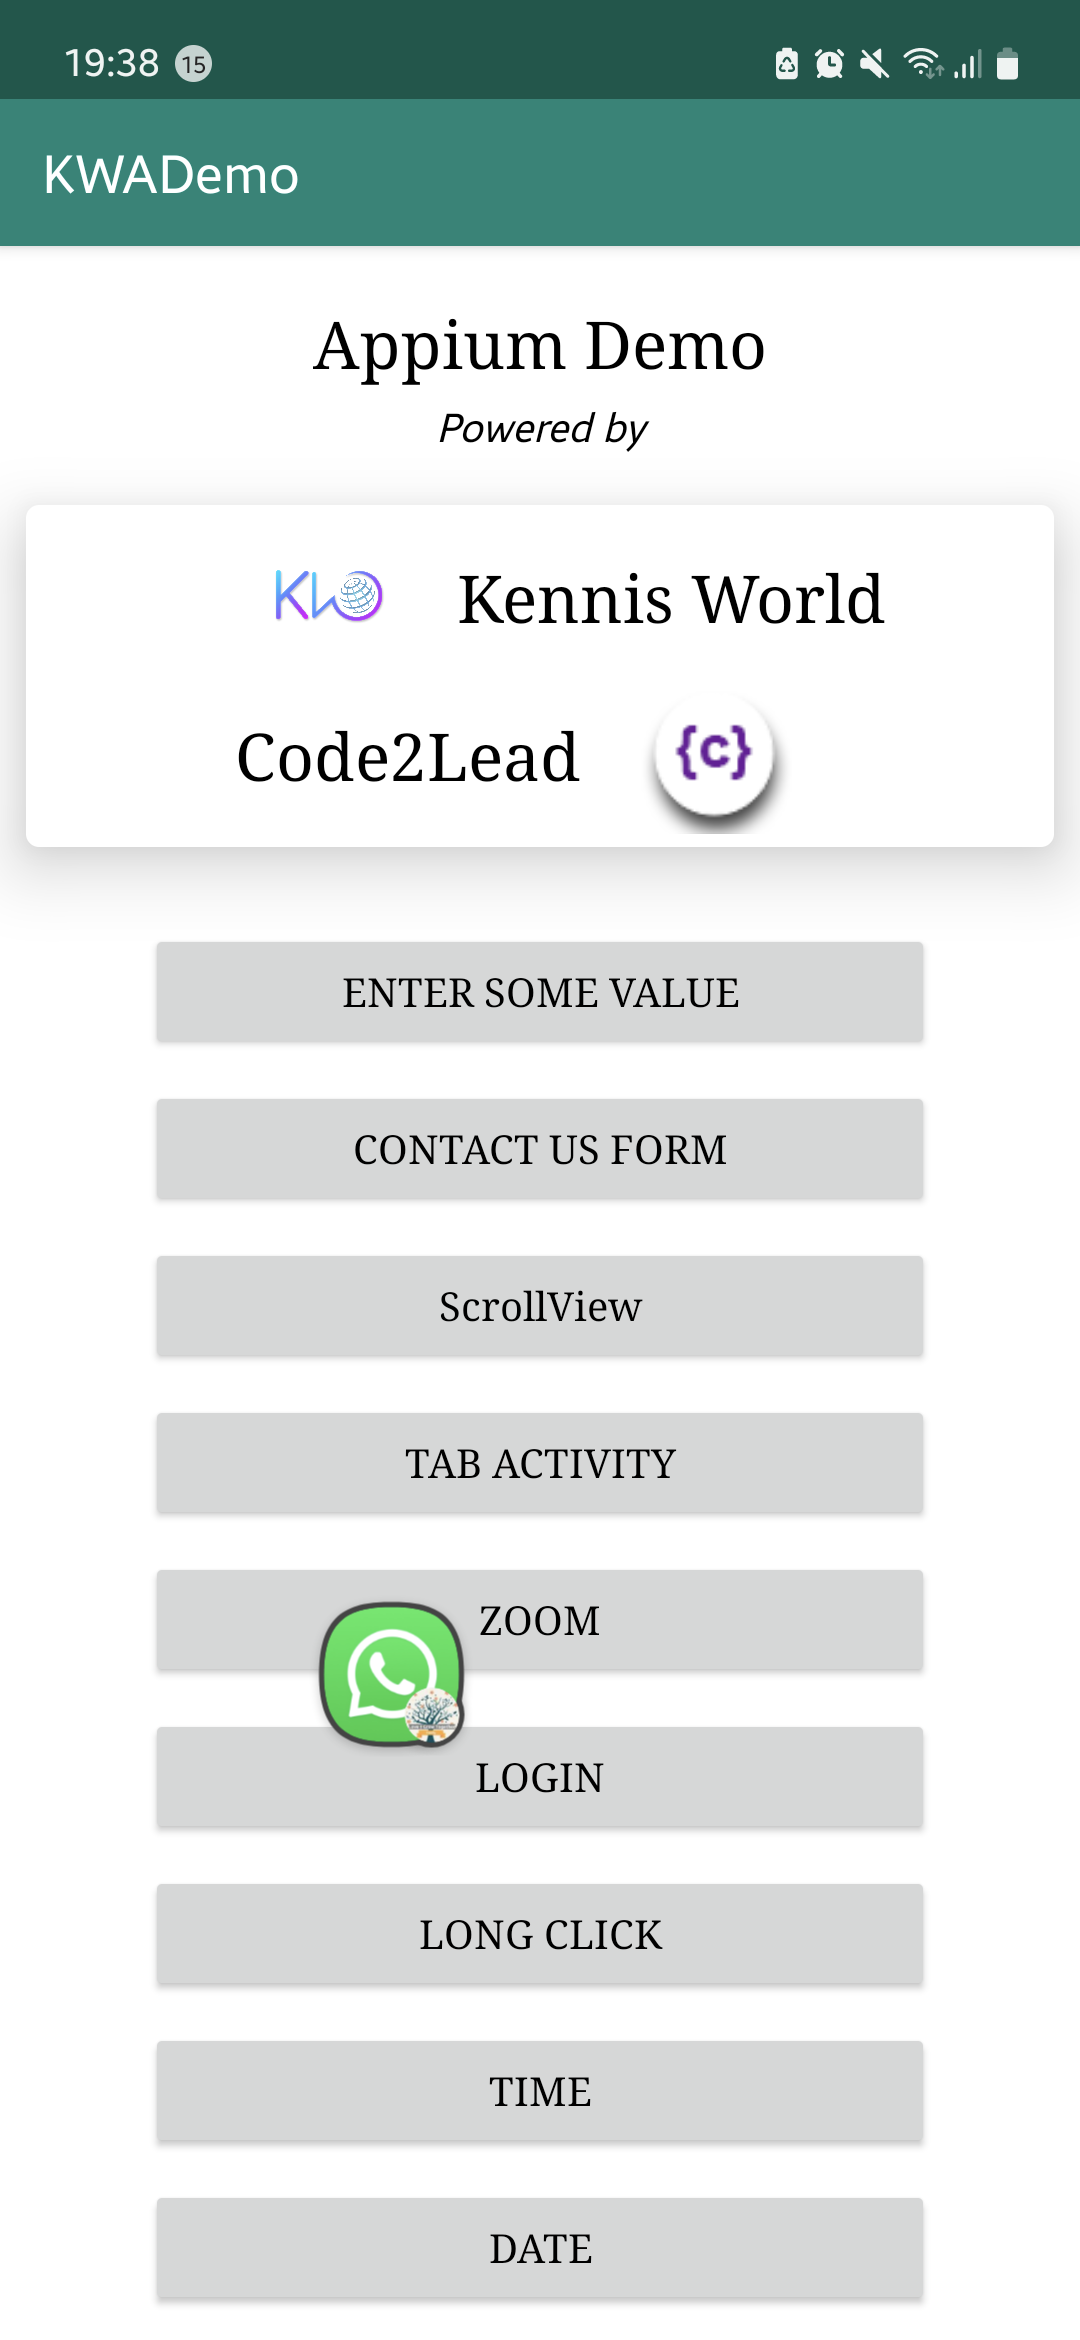 19:38 15
KWADemo
Appium Demo
Powered by
KW Kennis World
Code2Lead {c}
ENTER SOME VALUE
CONTACT US FORM
ScrollView
TAB ACTIVITY
ZOOM
LOGIN
LONG CLICK
TIME
DATE